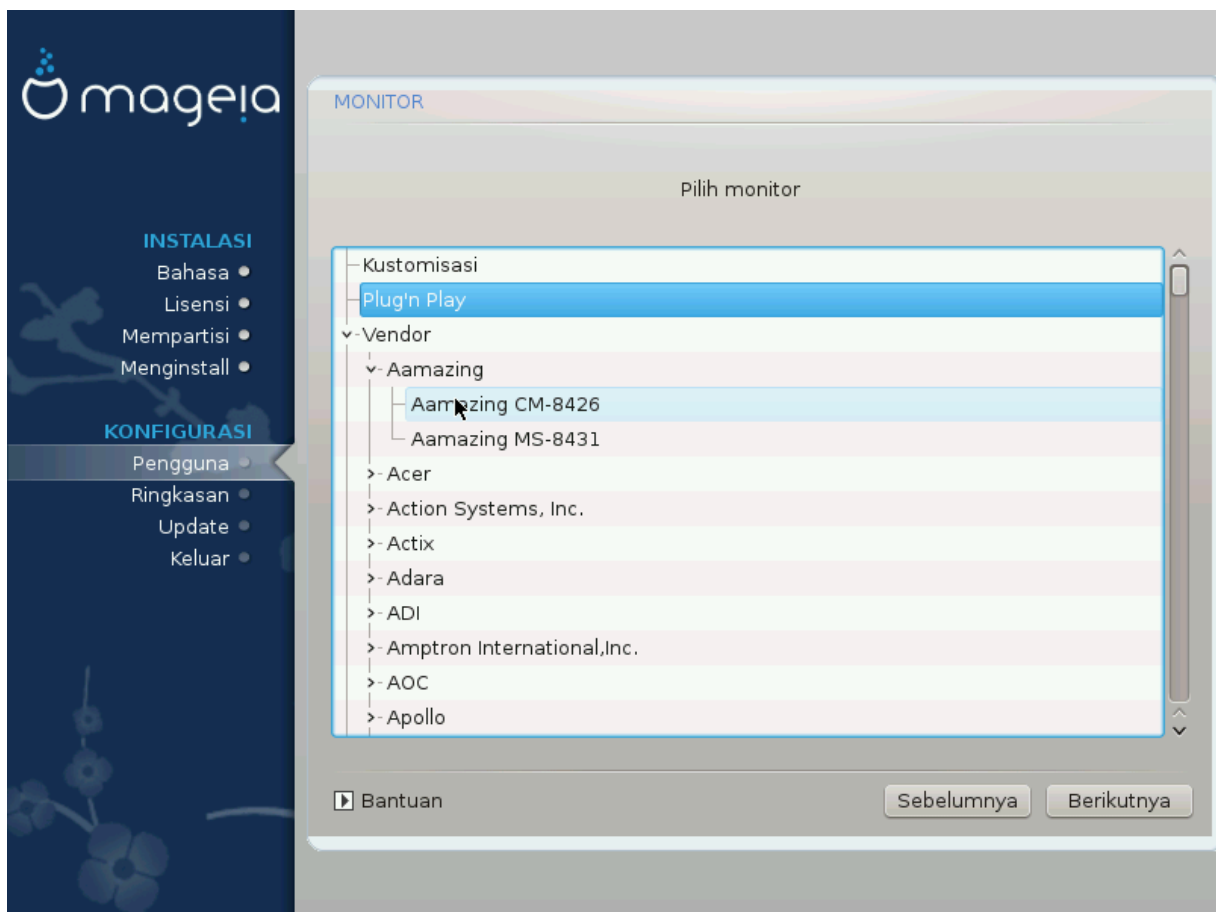 mageia
INSTALASI
Bahasa
Lisensi
Mempartisi
Menginstall
KONFIGURASI
Pengguna
Ringkasan
Update
Keluar
MONITOR
Pilih monitor
Kustomisasi
Plug'n Play
Vendor
Aamazing
Aamazing CM-8426
Aamazing MS-8431
Acer
Action Systems, Inc.
Actix
Adara
ADI
Amptron International,Inc.
AOC
Apollo
Bantuan
Sebelumnya
Berikutnya